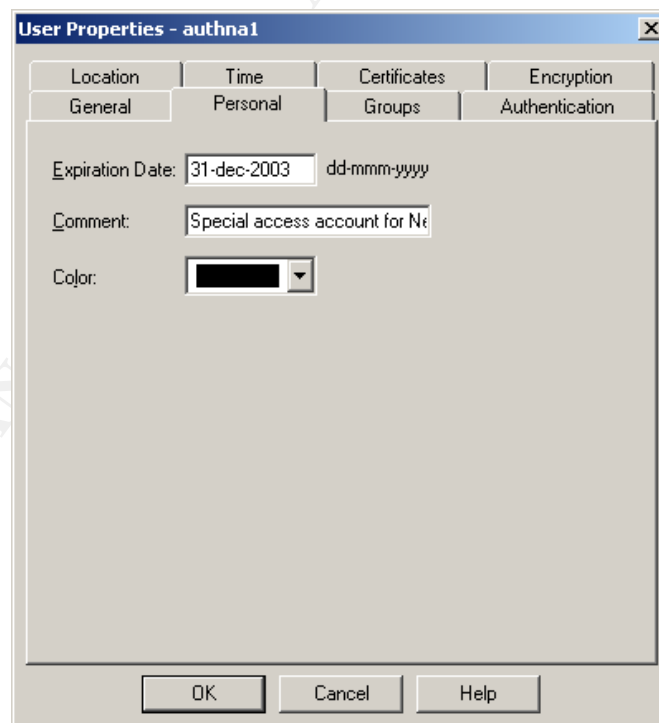 User Properties - authna1
Location Time Certificates Encryption
General Personal Groups Authentication
Expiration Date: 31-dec-2003 dd-mmm-yyyy
Comment: Special access account for
Color:
OK Cancel Help